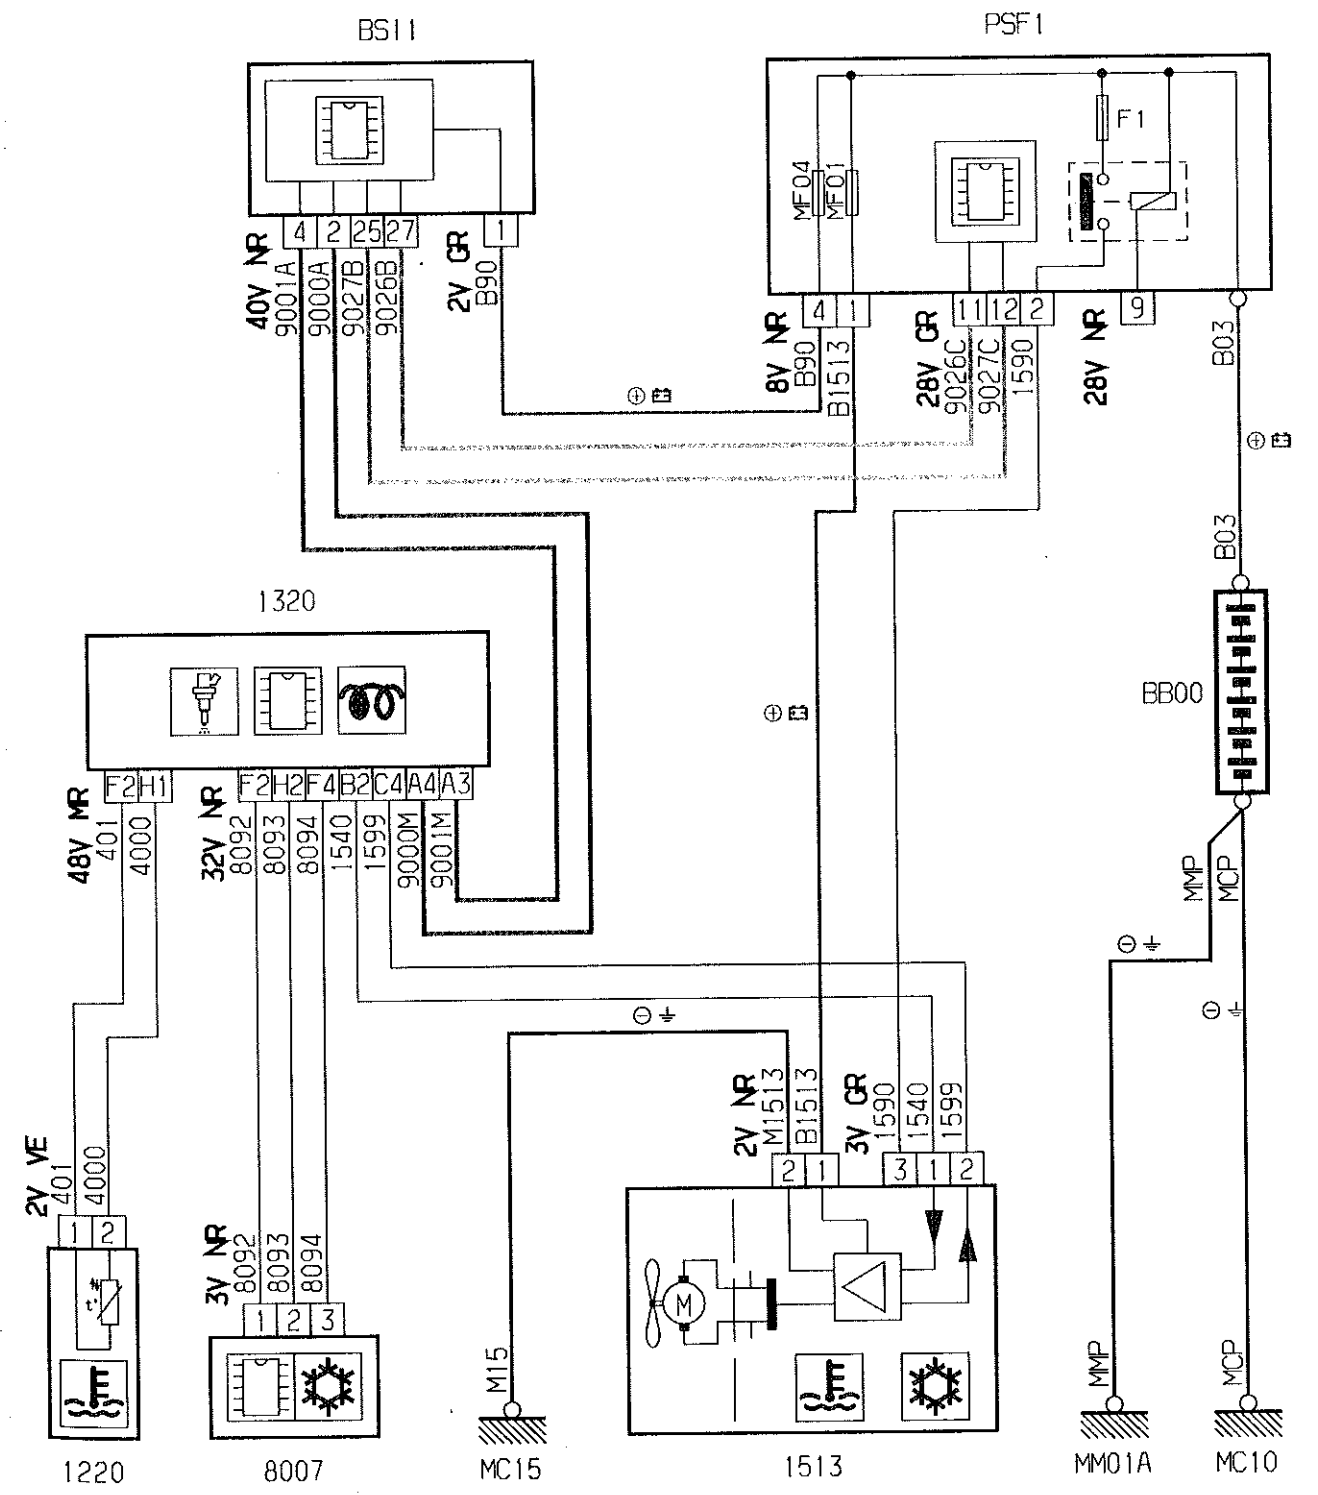 BSI1
PSF1
F1
MF04
MF01
4 2 25 27
1
40V NR
9001A
9000A
9027B
9026B
2V GR
B90
4 1
11 12 2
9
8V NR
B90
B1513
28V GR
9026C
9027C
1590
28V NR
B03
B03
BB00
1320
F2 H1
F2 H2 F4 B2 C4 A4 A3
48V MR
401
4000
32V NR
8092
8093
8094
1540
1599
9000M
9001M
MMP
MCP
2V NR
M1513
B1513
3V GR
1590
1540
1599
2 1
3 1 2
2V VE
401
4000
1 2
t°
3V NR
8092
8093
8094
1 2 3
M
M15
MMP
MCP
1220
8007
MC15
1513
MM01A
MC10